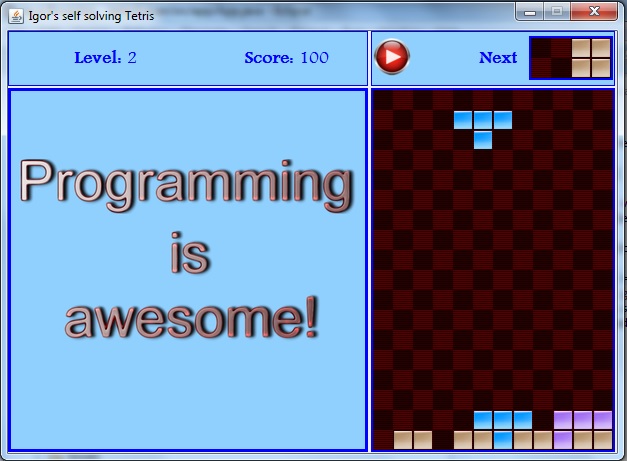 Igor's self solving Tetris
Level: 2
Score: 100
Next
Programming
is
awesome!